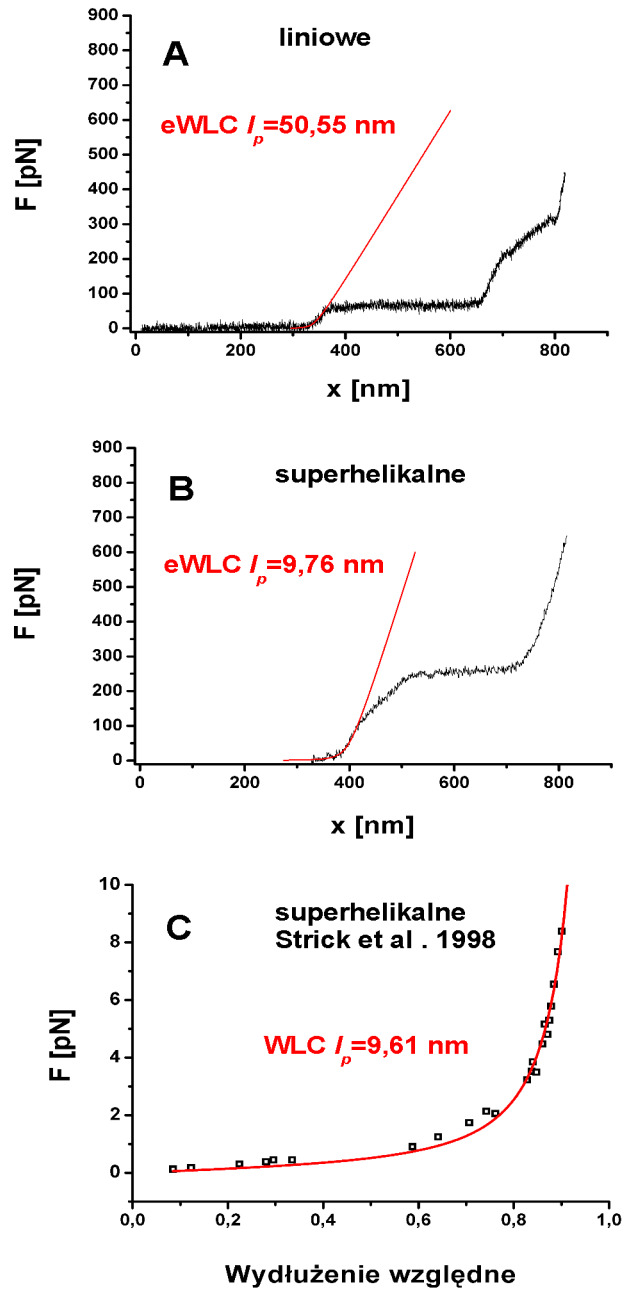 A
liniowe
eWLC lp=50,55 nm
F [pN]
900
800
700
600
500
400
300
200
100
0
0 200 400 600 800
x [nm]
B
superhelikalne
eWLC lp=9,76 nm
F [pN]
900
800
700
600
500
400
300
200
100
0
0 200 400 600 800
x [nm]
C
superhelikalne
Strick et al . 1998
WLC lp=9,61 nm
F [pN]
10
8
6
4
2
0
0,0 0,2 0,4 0,6 0,8 1,0
Wydłużenie względne